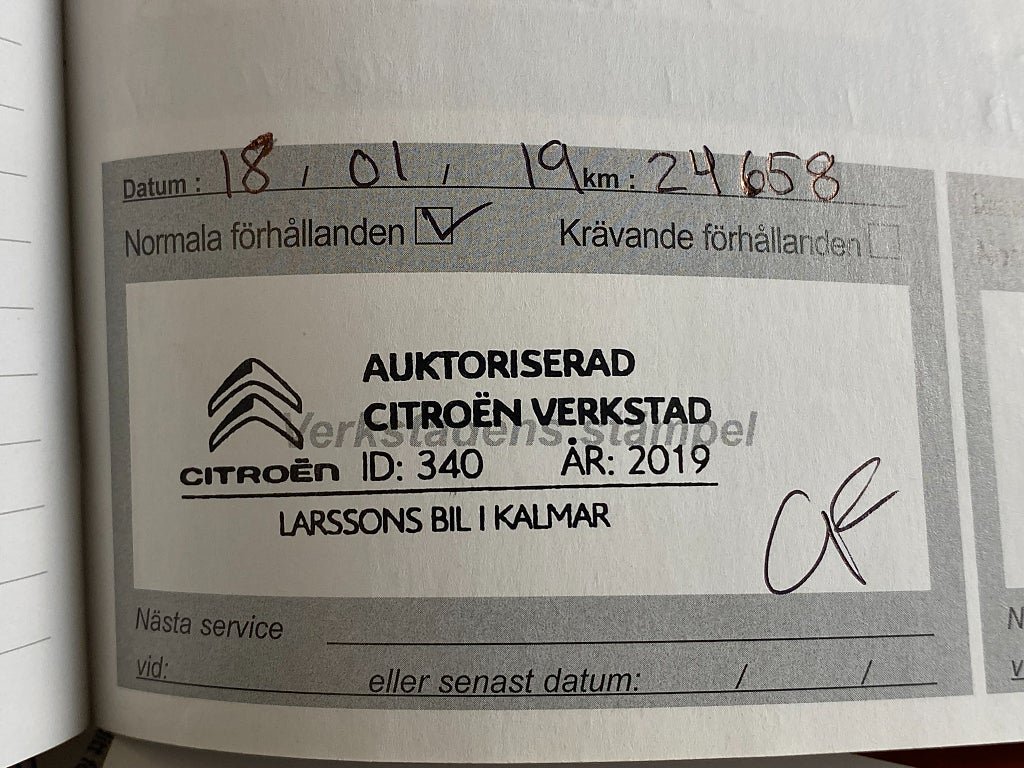 Datum : 18 / 01 / 19 km : 24658
Normala förhållanden Krävande förhållanden
Verkstadens stämpel
AUKTORISERAD
CITROËN VERKSTAD
CITROËN ID: 340 ÅR: 2019
LARSSONS BIL I KALMAR
Nästa service
vid: eller senast datum: / /